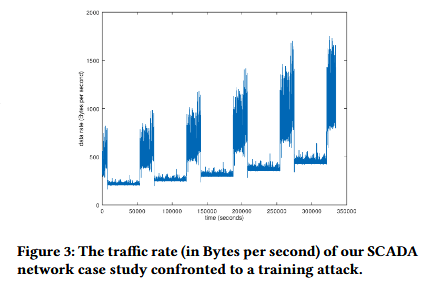 2000
1500
1000
500
0
data rate (Bytes per second)
0 50000 100000 150000 200000 250000 300000 350000
time (seconds)
Figure 3: The traffic rate (in Bytes per second) of our SCADA
network case study confronted to a training attack.